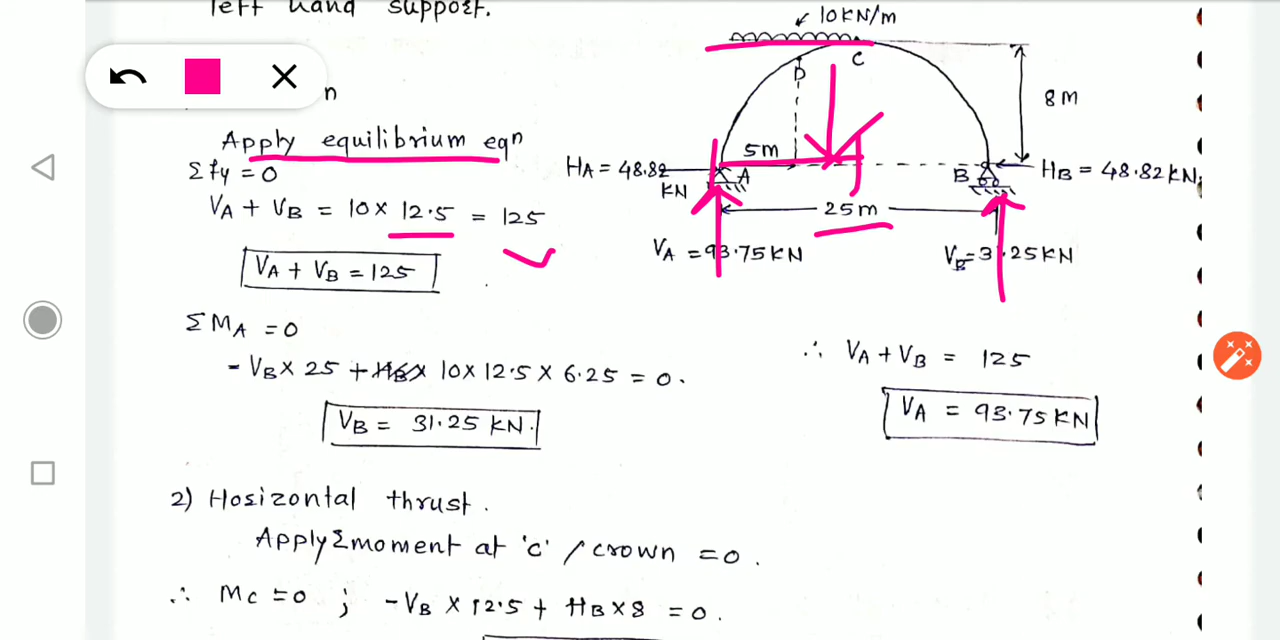 left hand support.
10 KN/m
C
D
8 m
n
Apply equilibrium eqn
Σfy = 0
5m
HA = 48.82 KN
A
B
HB = 48.82 KN
VA + VB = 10 x 12.5 = 125
25m
VA = 93.75 KN
VB = 31.25 KN
VA + VB = 125
Σ MA = 0
- VB x 25 + 10 x 12.5 x 6.25 = 0.
∴ VA + VB = 125
VB = 31.25 KN.
VA = 93.75 KN
2) Horizontal thrust.
Apply Σmoment at 'c' / crown = 0.
∴ Mc = 0 ; - VB x 12.5 + HB x 8 = 0.